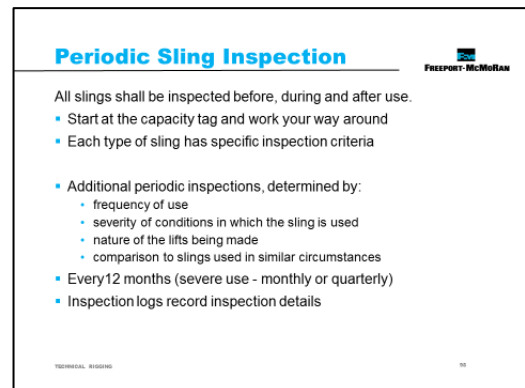 Periodic Sling Inspection
FCX
FREEPORT-MCMORAN
All slings shall be inspected before, during and after use.
▪ Start at the capacity tag and work your way around
▪ Each type of sling has specific inspection criteria
▪ Additional periodic inspections, determined by:
• frequency of use
• severity of conditions in which the sling is used
• nature of the lifts being made
• comparison to slings used in similar circumstances
▪ Every12 months (severe use - monthly or quarterly)
▪ Inspection logs record inspection details
TECHNICAL RIGGING